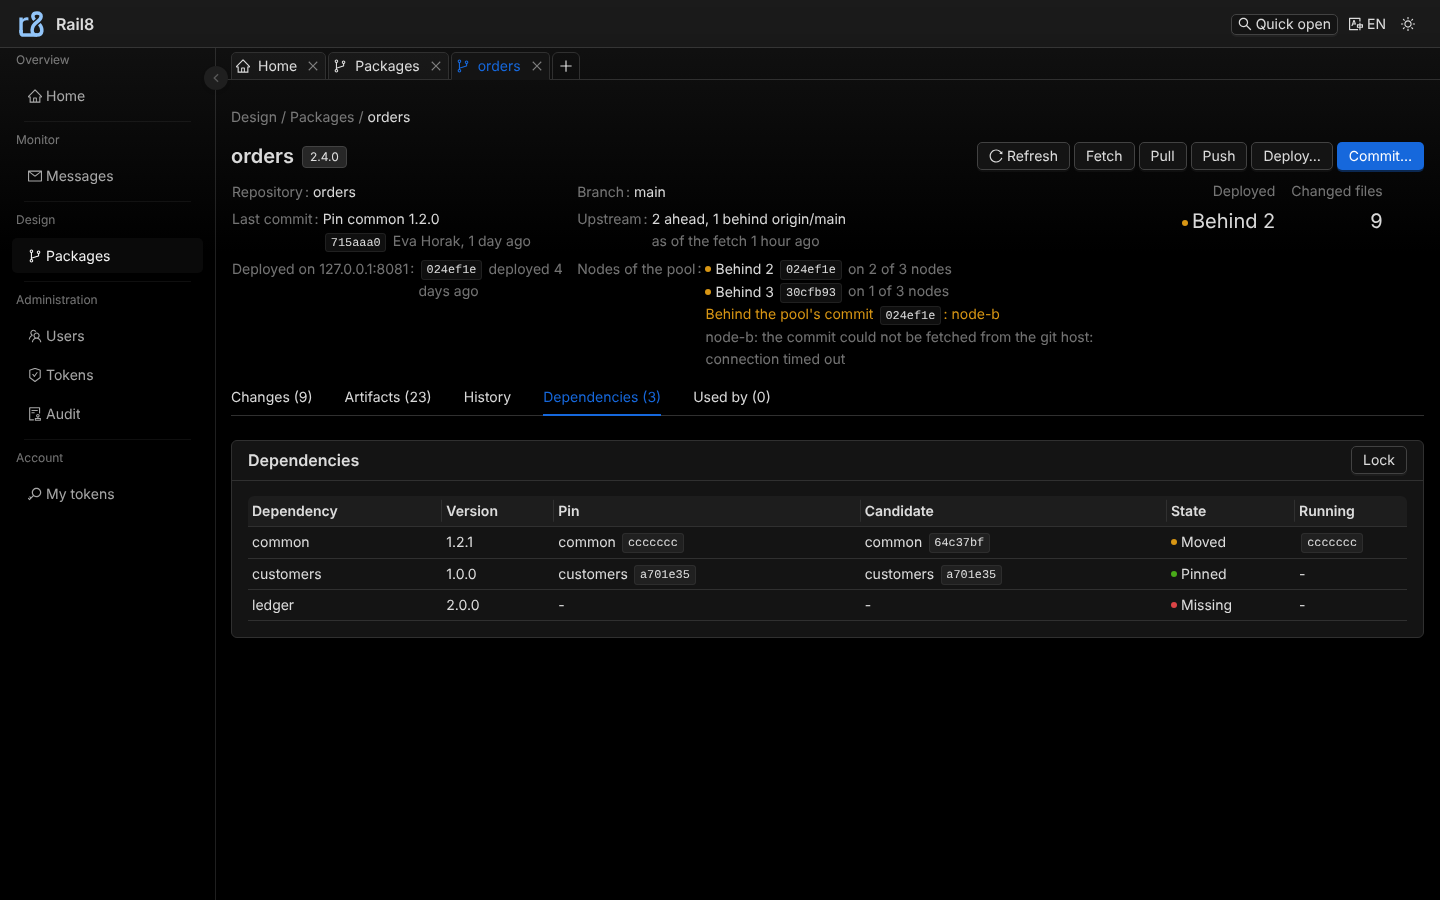 Rail8
Quick open
EN
Overview
Home
Monitor
Messages
Design
Packages
Administration
Users
Tokens
Audit
Account
My tokens
Home
Packages
orders
Design / Packages / orders
orders 2.4.0
Refresh
Fetch
Pull
Push
Deploy...
Commit...
Repository: orders
Branch: main
Last commit: Pin common 1.2.0
715aaa0 Eva Horak, 1 day ago
Upstream: 2 ahead, 1 behind origin/main
as of the fetch 1 hour ago
Deployed on 127.0.0.1:8081: 024ef1e deployed 4
days ago
Nodes of the pool: Behind 2 024ef1e on 2 of 3 nodes
Behind 3 30cfb93 on 1 of 3 nodes
Behind the pool's commit 024ef1e : node-b
node-b: the commit could not be fetched from the git host:
connection timed out
Deployed
Behind 2
Changed files
9
Changes (9)
Artifacts (23)
History
Dependencies (3)
Used by (0)
Dependencies
Lock
Dependency Version Pin Candidate State Running
common 1.2.1 common ccccccc common 64c37bf Moved ccccccc
customers 1.0.0 customers a701e35 customers a701e35 Pinned -
ledger 2.0.0 - - Missing -